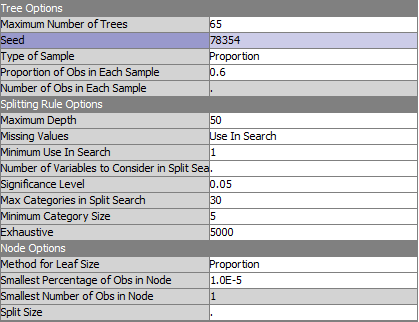 Tree Options
Maximum Number of Trees 65
Seed 78354
Type of Sample Proportion
Proportion of Obs in Each Sample 0.6
Number of Obs in Each Sample .
Splitting Rule Options
Maximum Depth 50
Missing Values Use In Search
Minimum Use In Search 1
Number of Variables to Consider in Split Sea .
Significance Level 0.05
Max Categories in Split Search 30
Minimum Category Size 5
Exhaustive 5000
Node Options
Method for Leaf Size Proportion
Smallest Percentage of Obs in Node 1.0E-5
Smallest Number of Obs in Node 1
Split Size .